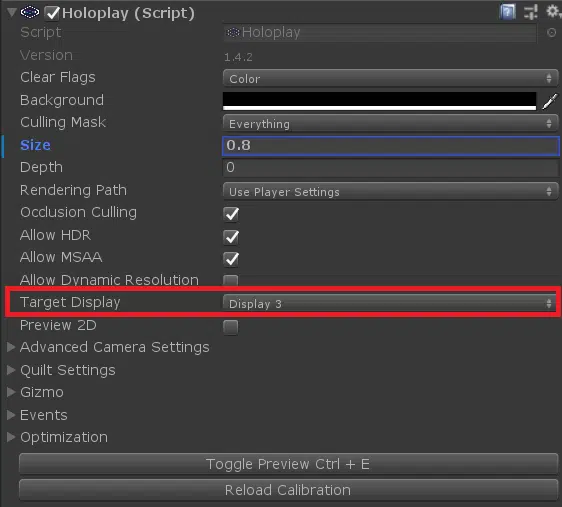 Holoplay (Script)
Script Holoplay
Version 1.4.2
Clear Flags Color
Background
Culling Mask Everything
Size 0.8
Depth 0
Rendering Path Use Player Settings
Occlusion Culling
Allow HDR
Allow MSAA
Allow Dynamic Resolution
Target Display Display 3
Preview 2D
Advanced Camera Settings
Quilt Settings
Gizmo
Events
Optimization
Toggle Preview Ctrl + E
Reload Calibration